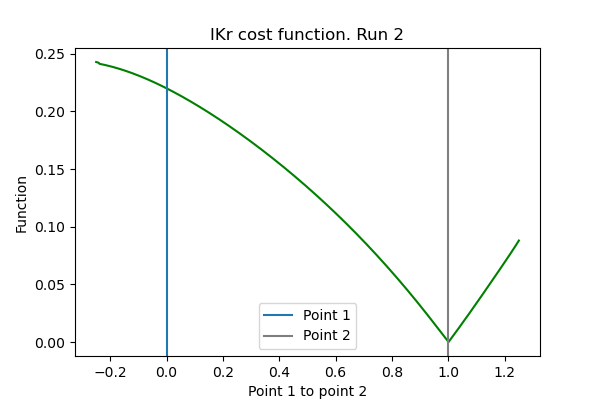 IKr cost function. Run 2
0.25
0.20
0.15
0.10
0.05
0.00
Function
Point 1
Point 2
−0.2 0.0 0.2 0.4 0.6 0.8 1.0 1.2
Point 1 to point 2